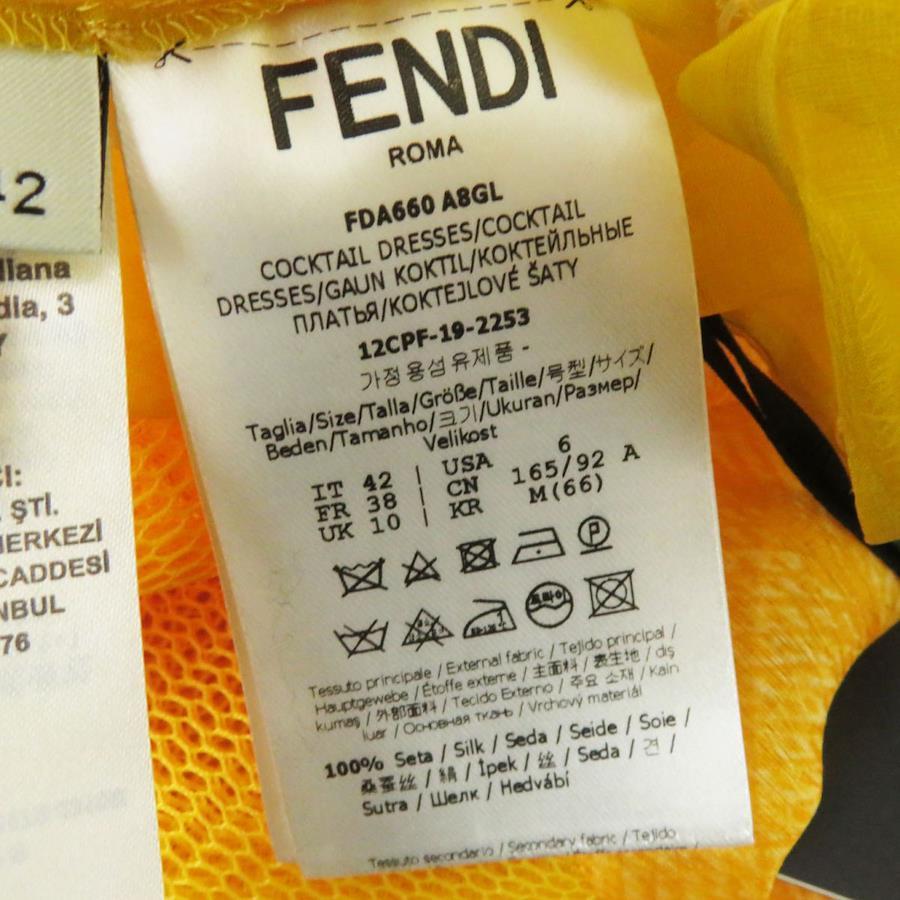 FENDI
ROMA
FDA660 A8GL
COCKTAIL DRESSES/COCKTAIL
DRESSES/GAUN KOKTIL/КОКТЕЙЛЬНЫЕ
ПЛАТЬЯ/KOKTEJLOVÉ ŠATY
12CPF-19-2253
가정용섬유제품 -
Taglia/Size/Talla/Größe/Taille/号型/サイズ/
Beden/Tamanho/크기/Ukuran/Размер/
Velikost
IT 42 | USA 6
FR 38 | CN 165/92 A
UK 10 | KR M(66)
P
드라이
Tessuto principale / External fabric / Tejido principal /
Hauptgewebe / Étoffe externe / 主面料 / 表生地 / dış
kumaş / 外部面料 / Tecido Externo / 주요 소재 / Kain
luar / Основная ткань / Vrchový materiál
100% Seta / Silk / Seda / Seide / Soie /
桑蚕丝 / 絹 / İpek / 丝 / Seda / 견 /
Sutra / Шелк / Hedvábí
Tessuto secondario / Secondary fabric / Tejido
2
dia, 3
Y
:
ŞTİ.
MERKEZİ
CADDESİ
NBUL
76